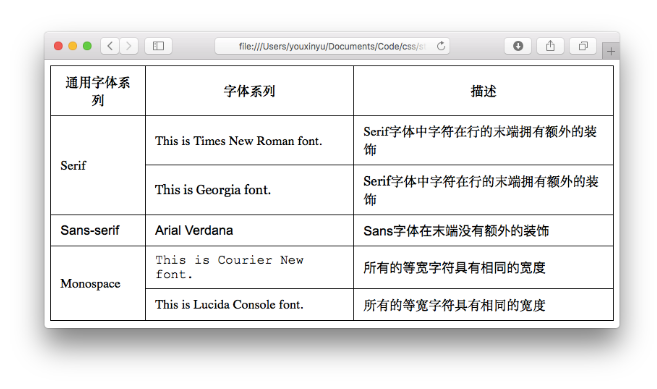 file:///Users/youxinyu/Documents/Code/css/
通用字体系
列
字体系列
描述
Serif
This is Times New Roman font.
Serif字体中字符在行的末端拥有额外的装
饰
This is Georgia font.
Serif字体中字符在行的末端拥有额外的装
饰
Sans-serif
Arial Verdana
Sans字体在末端没有额外的装饰
Monospace
This is Courier New
font.
所有的等宽字符具有相同的宽度
This is Lucida Console font.
所有的等宽字符具有相同的宽度